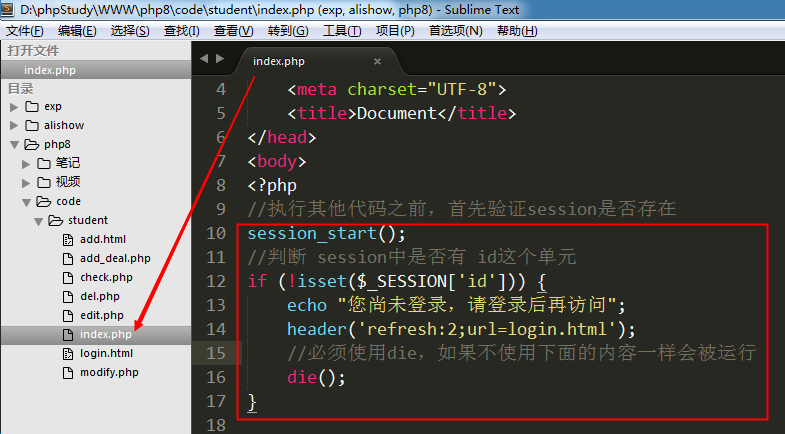 D:\phpStudy\WWW\php8\code\student\index.php (exp, alishow, php8) - Sublime Text
文件(F) 编辑(E) 选择(S) 查找(I) 查看(V) 转到(G) 工具(T) 项目(P) 首选项(N) 帮助(H)
打开文件
index.php
目录
exp
alishow
php8
笔记
视频
code
student
add.html
add_deal.php
check.php
del.php
edit.php
index.php
login.html
modify.php
index.php ×
4 <meta charset="UTF-8">
5 <title>Document</title>
6 </head>
7 <body>
8 <?php
9 //执行其他代码之前，首先验证session是否存在
10 session_start();
11 //判断 session中是否有 id这个单元
12 if (!isset($_SESSION['id'])) {
13 echo "您尚未登录，请登录后再访问";
14 header('refresh:2;url=login.html');
15 //必须使用die，如果不使用下面的内容一样会被运行
16 die();
17 }
18